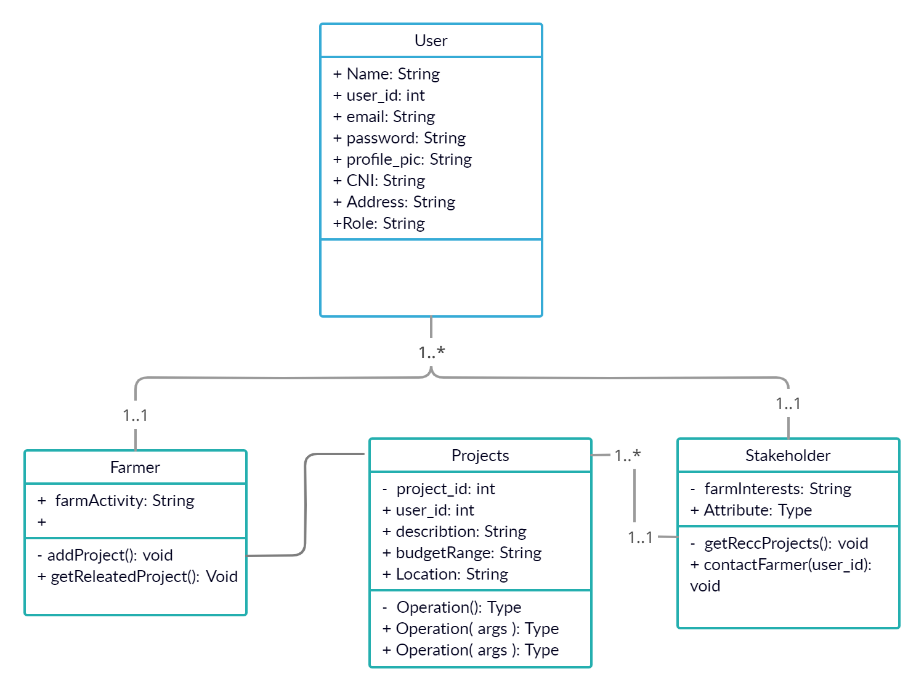 User
+ Name: String
+ user_id: int
+ email: String
+ password: String
+ profile_pic: String
+ CNI: String
+ Address: String
+Role: String
1..*
1..1
1..1
Farmer
+ farmActivity: String
+
- addProject(): void
+ getReleatedProject(): Void
Projects
- project_id: int
+ user_id: int
+ describtion: String
+ budgetRange: String
+ Location: String
- Operation(): Type
+ Operation( args ): Type
+ Operation( args ): Type
1..*
1..1
Stakeholder
- farmInterests: String
+ Attribute: Type
- getReccProjects(): void
+ contactFarmer(user_id):
void